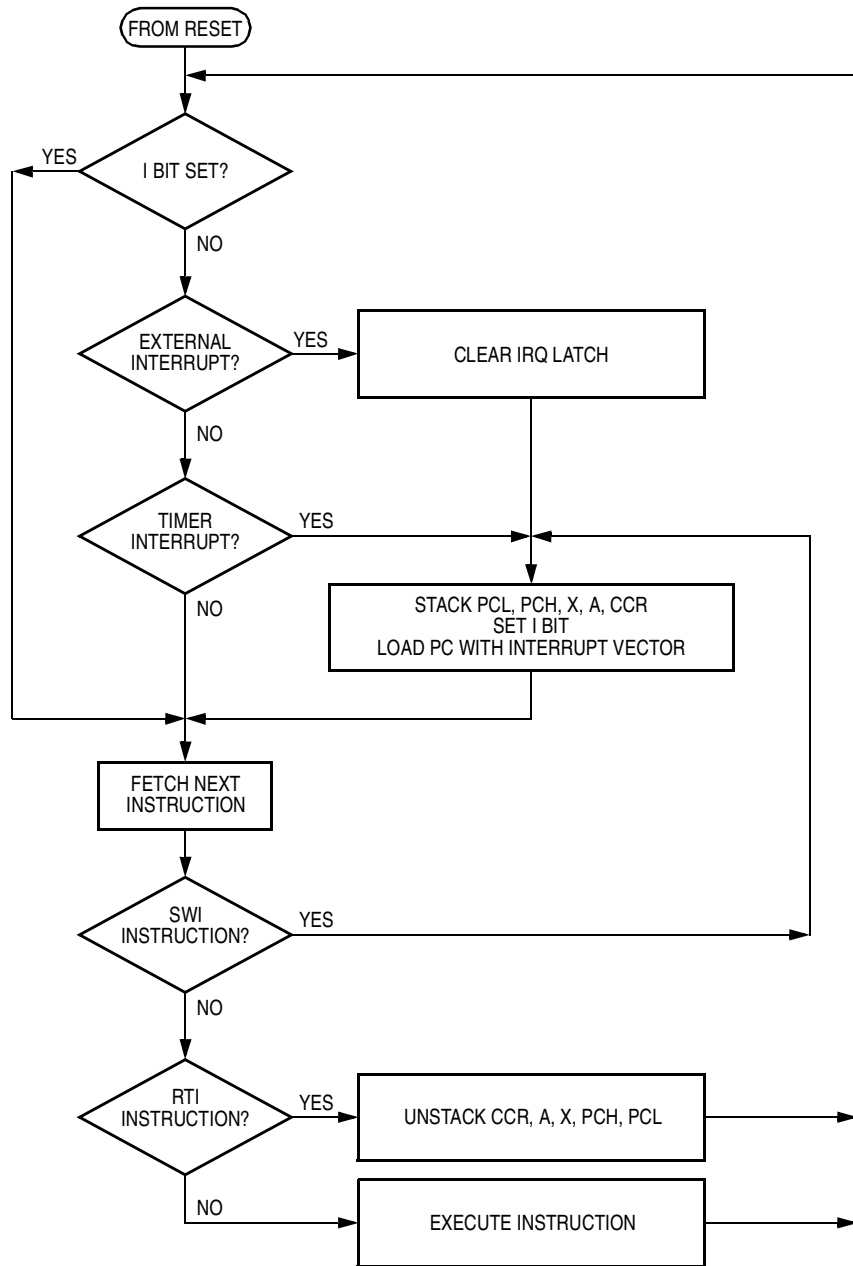 FROM RESET
YES
I BIT SET?
NO
EXTERNAL
INTERRUPT?
YES
CLEAR IRQ LATCH
NO
TIMER
INTERRUPT?
YES
NO
STACK PCL, PCH, X, A, CCR
SET I BIT
LOAD PC WITH INTERRUPT VECTOR
FETCH NEXT
INSTRUCTION
SWI
INSTRUCTION?
YES
NO
RTI
INSTRUCTION?
YES
UNSTACK CCR, A, X, PCH, PCL
NO
EXECUTE INSTRUCTION